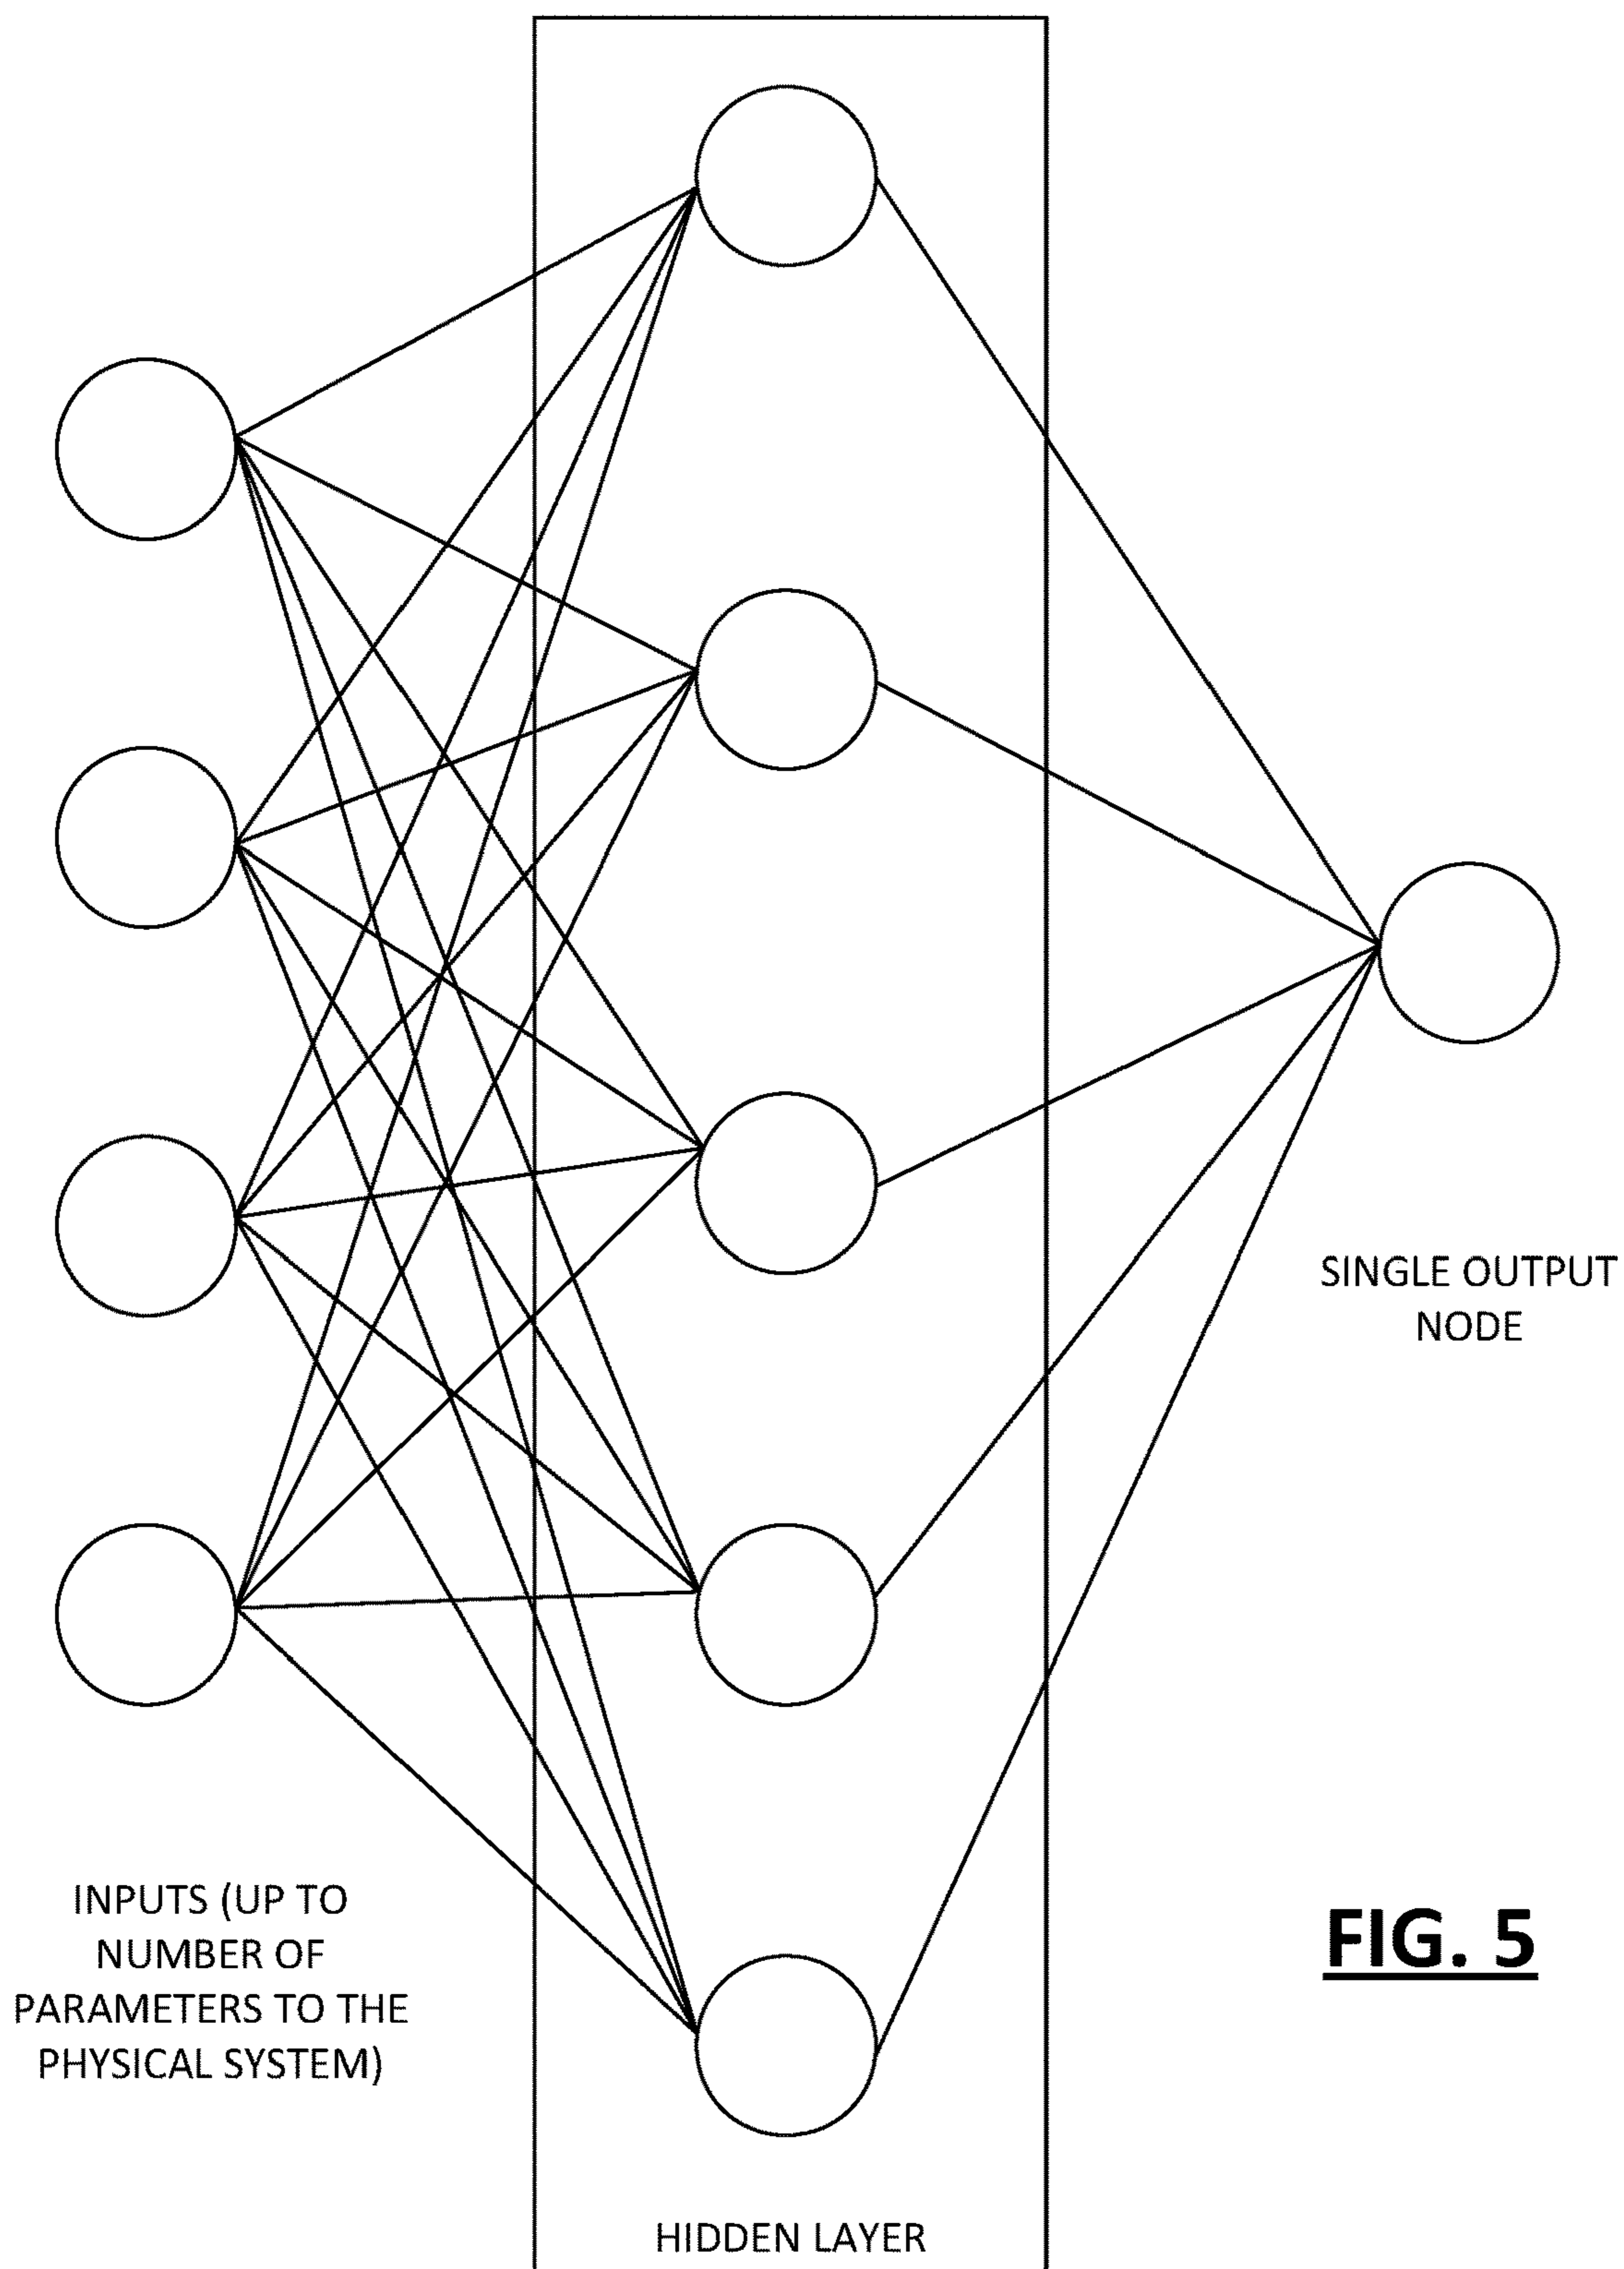 SINGLE OUTPUT
NODE
INPUTS (UP TO
NUMBER OF
PARAMETERS TO THE
PHYSICAL SYSTEM)
FIG. 5
HIDDEN LAYER